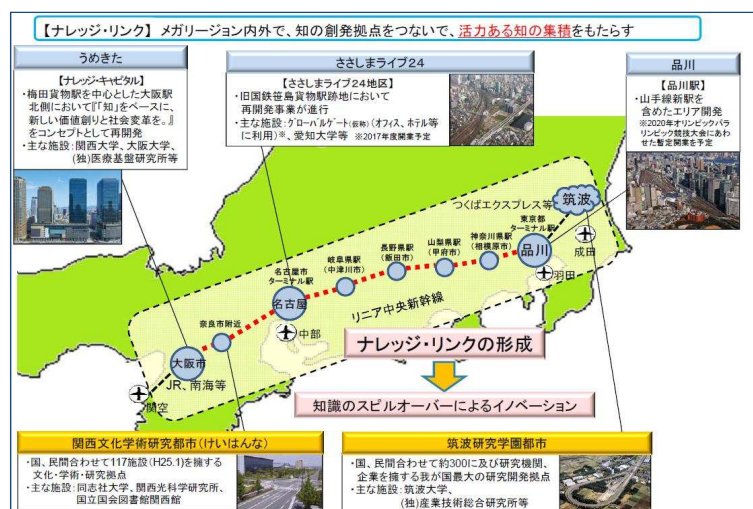 【ナレッジ・リンク】 メガリージョン内外で、知の創発拠点をつないで、活力ある知の集積をもたらす
うめきた
【ナレッジ・キャピタル】
・梅田貨物駅を中心とした大阪駅
北側において『「知」をベースに、
新しい価値創りと社会変革を。』
をコンセプトとして再開発
・主な施設：関西大学、大阪大学、
(独)医療基盤研究所等
ささしまライブ24
【ささしまライブ24地区】
・旧国鉄笹島貨物駅跡地において
再開発事業が進行
・主な施設：グローバルゲート(仮称)(オフィス、ホテル等
に利用)※、愛知大学等 ※2017年度開業予定
品川
【品川駅】
・山手線新駅を
含めたエリア開発
※2020年オリンピックパラ
リンピック競技大会にあわ
せた暫定開業を予定
つくばエクスプレス等
筑波
東京都
ターミナル駅
品川
成田
羽田
神奈川県駅
(相模原市)
山梨県駅
(甲府市)
長野県駅
(飯田市)
岐阜県駅
(中津川市)
名古屋市
ターミナル駅
名古屋
中部
リニア中央新幹線
奈良市附近
大阪市
JR、南海等
関空
ナレッジ・リンクの形成
知識のスピルオーバーによるイノベーション
関西文化学術研究都市(けいはんな)
・国、民間合わせて117施設(H25.1)を擁する
文化・学術・研究拠点
・主な施設：同志社大学、関西光科学研究所、
国立国会図書館関西館
筑波研究学園都市
・国、民間合わせて約300に及び研究機関、
企業を擁する我が国最大の研究開発拠点
・主な施設：筑波大学、
(独)産業技術総合研究所等